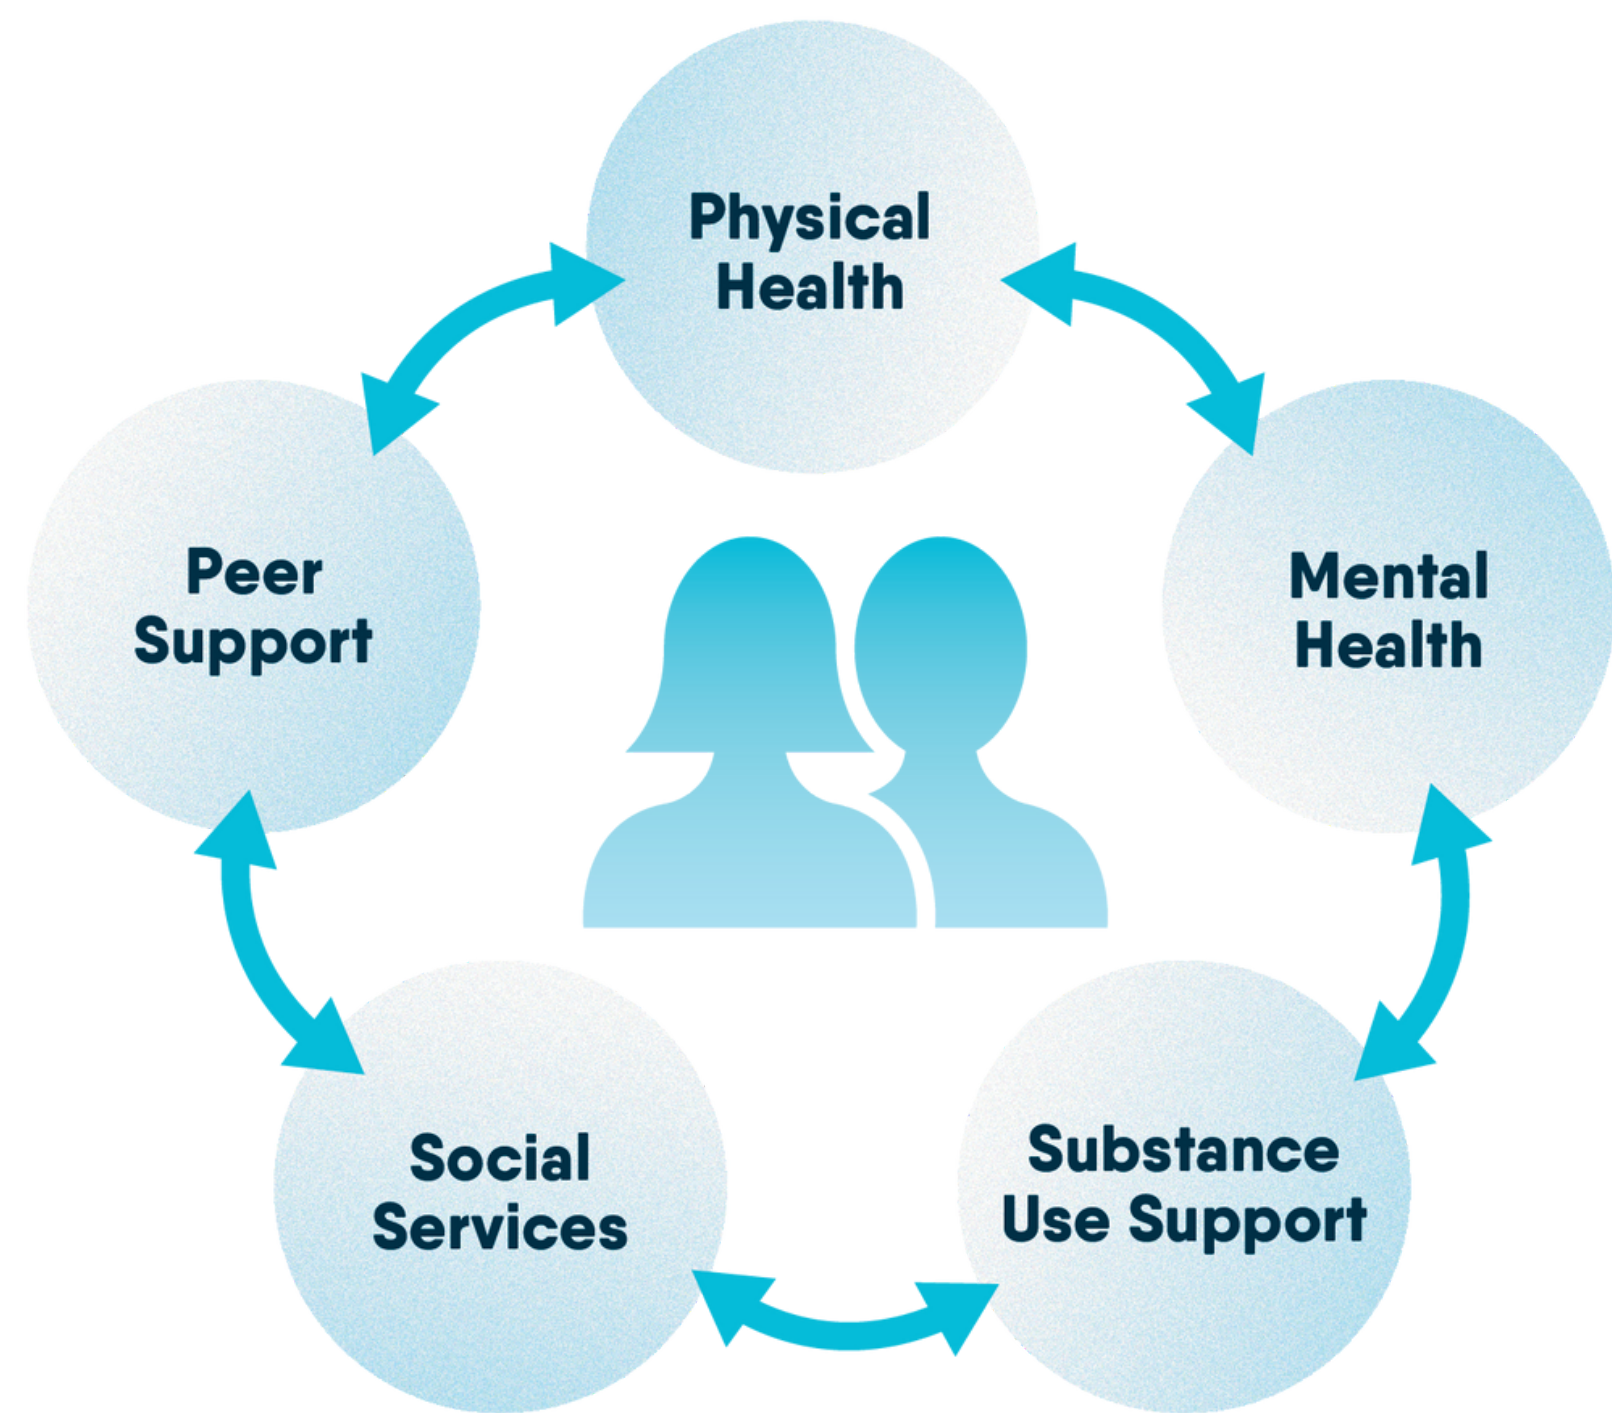 Physical
Health
Peer
Support
Mental
Health
Social
Services
Substance
Use Support